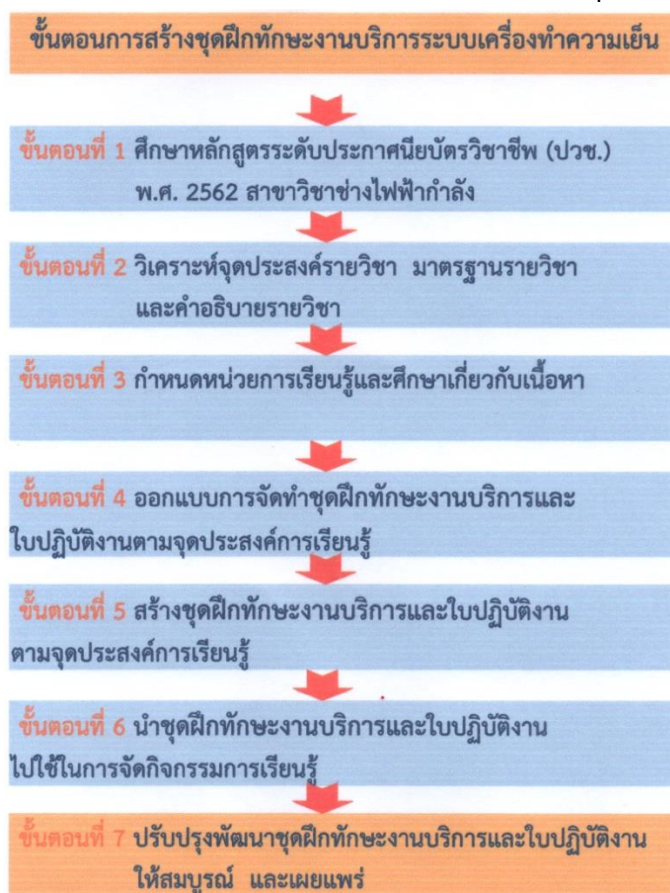 ขั้นตอนการสร้างชุดฝึกทักษะงานบริการระบบเครื่องทำความเย็น
ขั้นตอนที่ 1 ศึกษาหลักสูตรระดับประกาศนียบัตรวิชาชีพ (ปวช.)
พ.ศ. 2562 สาขาวิชาช่างไฟฟ้ากำลัง
ขั้นตอนที่ 2 วิเคราะห์จุดประสงค์รายวิชา มาตรฐานรายวิชา
และคำอธิบายรายวิชา
ขั้นตอนที่ 3 กำหนดหน่วยการเรียนรู้และศึกษาเกี่ยวกับเนื้อหา
ขั้นตอนที่ 4 ออกแบบการจัดทำชุดฝึกทักษะงานบริการและ
ใบปฏิบัติงานตามจุดประสงค์การเรียนรู้
ขั้นตอนที่ 5 สร้างชุดฝึกทักษะงานบริการและใบปฏิบัติงาน
ตามจุดประสงค์การเรียนรู้
ขั้นตอนที่ 6 นำชุดฝึกทักษะงานบริการและใบปฏิบัติงาน
ไปใช้ในการจัดกิจกรรมการเรียนรู้
ขั้นตอนที่ 7 ปรับปรุงพัฒนาชุดฝึกทักษะงานบริการและใบปฏิบัติงาน
ให้สมบูรณ์ และเผยแพร่